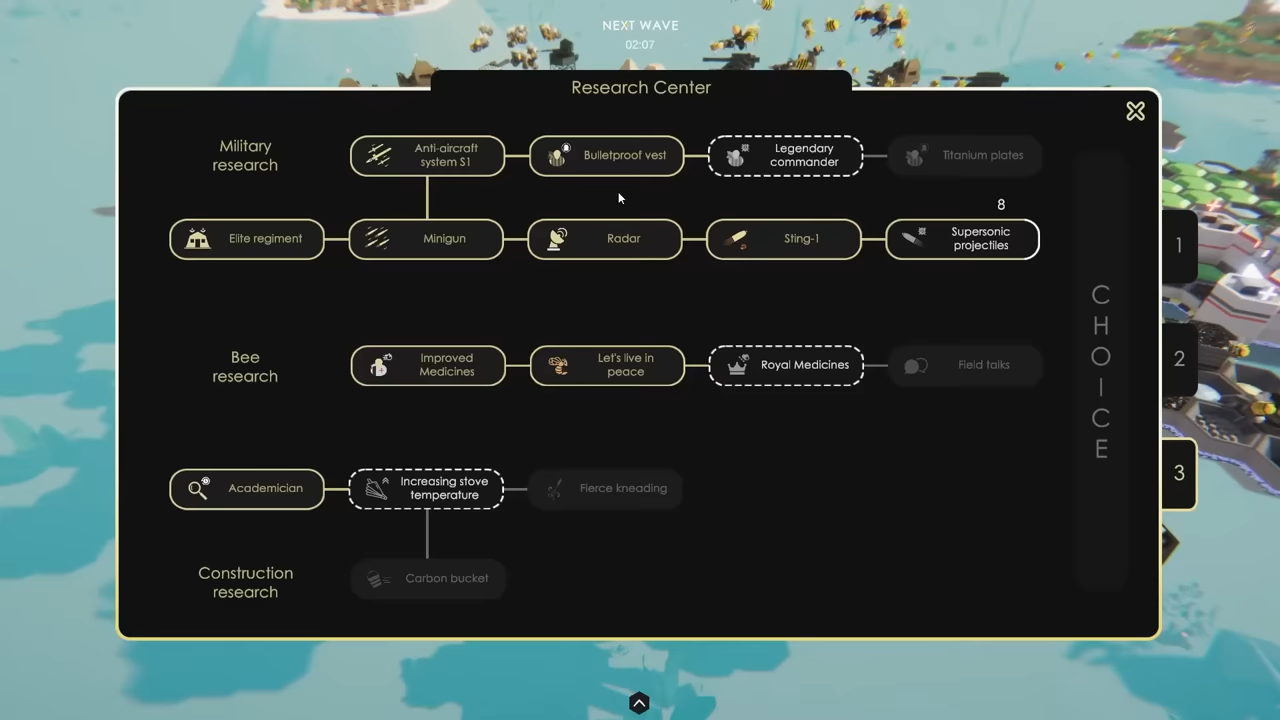 NEXT WAVE
02:07
Research Center
Military
research
Anti-aircraft
system S1
Bulletproof vest
Legendary
commander
Titanium plates
8
Elite regiment
Minigun
Radar
Sting-1
Supersonic
projectiles
1
C
H
O
I
C
E
Bee
research
Improved
Medicines
Let's live in
peace
Royal Medicines
Field talks
2
Academician
Increasing stove
temperature
Fierce kneading
3
Construction
research
Carbon bucket